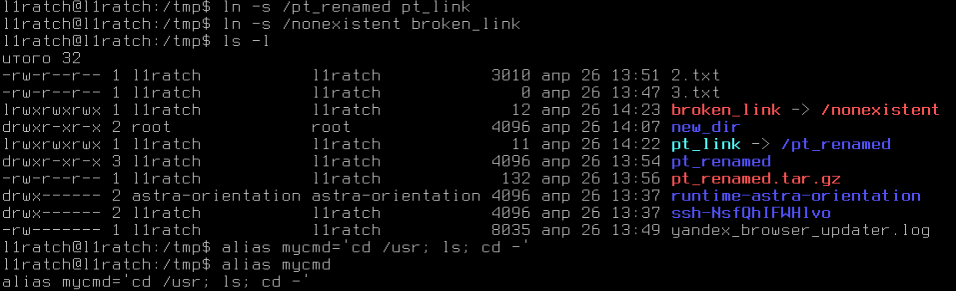 l1ratch@l1ratch:/tmp$ ln -s /pt_renamed pt_link
l1ratch@l1ratch:/tmp$ ln -s /nonexistent broken_link
l1ratch@l1ratch:/tmp$ ls -l
итого 32
-rw-r--r-- 1 l1ratch l1ratch 3010 апр 26 13:51 2.txt
-rw-r--r-- 1 l1ratch l1ratch 0 апр 26 13:47 3.txt
lrwxrwxrwx 1 l1ratch l1ratch 12 апр 26 14:23 broken_link -> /nonexistent
drwxr-xr-x 2 root root 4096 апр 26 14:07 new_dir
lrwxrwxrwx 1 l1ratch l1ratch 11 апр 26 14:22 pt_link -> /pt_renamed
drwxr-xr-x 3 l1ratch l1ratch 4096 апр 26 13:54 pt_renamed
-rw-r--r-- 1 l1ratch l1ratch 132 апр 26 13:56 pt_renamed.tar.gz
drwx------ 2 astra-orientation astra-orientation 4096 апр 26 13:37 runtime-astra-orientation
drwx------ 2 l1ratch l1ratch 4096 апр 26 13:37 ssh-NsfQhIFWHlvo
-rw------- 1 l1ratch l1ratch 8035 апр 26 13:49 yandex_browser_updater.log
l1ratch@l1ratch:/tmp$ alias mycmd='cd /usr; ls; cd -'
l1ratch@l1ratch:/tmp$ alias mycmd
alias mycmd='cd /usr; ls; cd -'